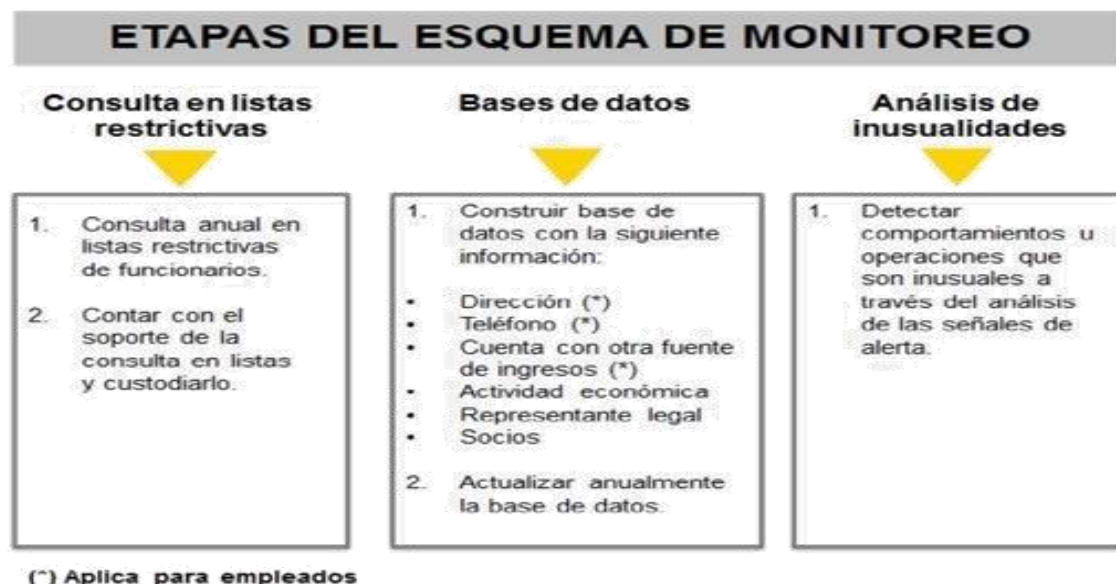 ETAPAS DEL ESQUEMA DE MONITOREO
Consulta en listas
restrictivas
1. Consulta anual en
listas restrictivas
de funcionarios.
2. Contar con el
soporte de la
consulta en listas
y custodiarlo.
Bases de datos
1. Construir base de
datos con la siguiente
información:
• Dirección (*)
• Teléfono (*)
• Cuenta con otra fuente
de ingresos (*)
• Actividad económica
• Representante legal
• Socios
2. Actualizar anualmente
la base de datos.
Análisis de
inusualidades
1. Detectar
comportamientos u
operaciones que
son inusuales a
través del análisis
de las señales de
alerta.
(*) Aplica para empleados